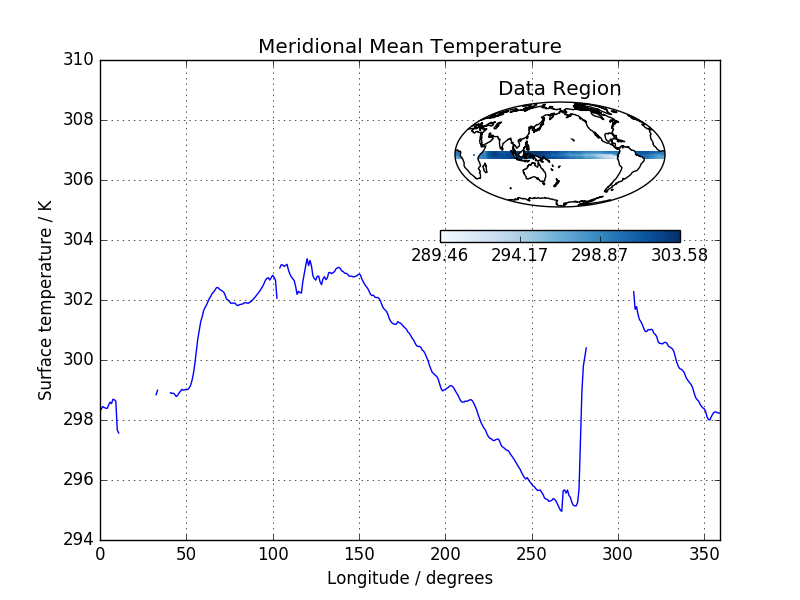 Meridional Mean Temperature
310
308
306
304
302
300
298
296
294
Surface temperature / K
Data Region
289.46 294.17 298.87 303.58
0 50 100 150 200 250 300 350
Longitude / degrees